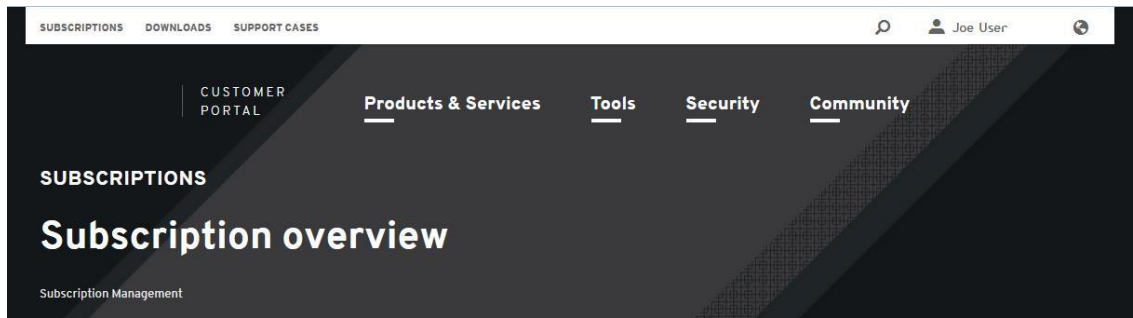 SUBSCRIPTIONS DOWNLOADS SUPPORT CASES Joe User
CUSTOMER
PORTAL
Products & Services Tools Security Community
SUBSCRIPTIONS
Subscription overview
Subscription Management